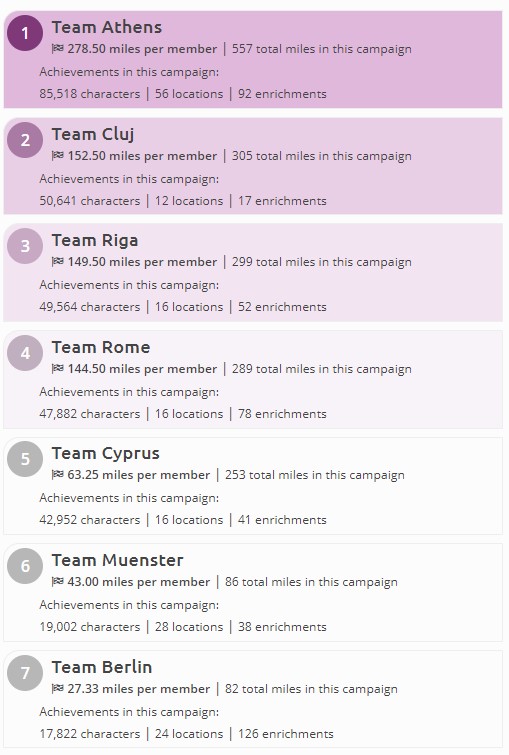 1
Team Athens
278.50 miles per member | 557 total miles in this campaign
Achievements in this campaign:
85,518 characters | 56 locations | 92 enrichments
2
Team Cluj
152.50 miles per member | 305 total miles in this campaign
Achievements in this campaign:
50,641 characters | 12 locations | 17 enrichments
3
Team Riga
149.50 miles per member | 299 total miles in this campaign
Achievements in this campaign:
49,564 characters | 16 locations | 52 enrichments
4
Team Rome
144.50 miles per member | 289 total miles in this campaign
Achievements in this campaign:
47,882 characters | 16 locations | 78 enrichments
5
Team Cyprus
63.25 miles per member | 253 total miles in this campaign
Achievements in this campaign:
42,952 characters | 16 locations | 41 enrichments
6
Team Muenster
43.00 miles per member | 86 total miles in this campaign
Achievements in this campaign:
19,002 characters | 28 locations | 38 enrichments
7
Team Berlin
27.33 miles per member | 82 total miles in this campaign
Achievements in this campaign:
17,822 characters | 24 locations | 126 enrichments